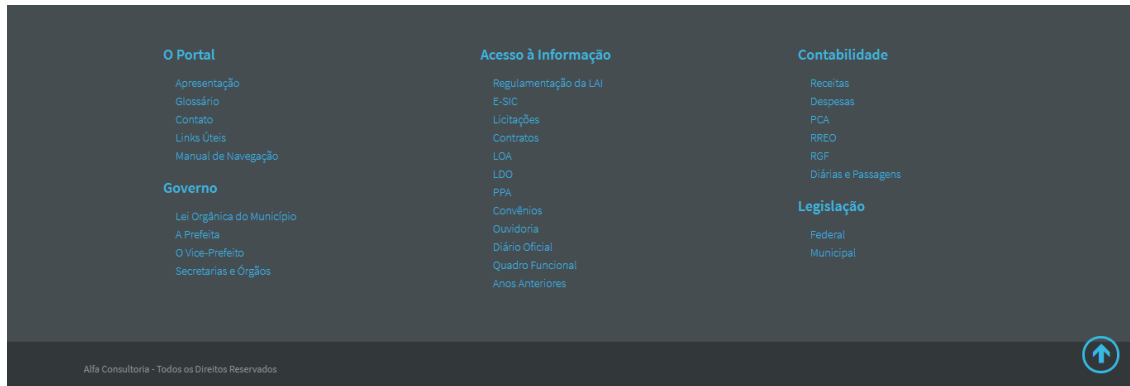 O Portal
Apresentação
Glossário
Contato
Links Úteis
Manual de Navegação
Governo
Lei Orgânica do Município
A Prefeita
O Vice-Prefeito
Secretarias e Órgãos
Acesso à Informação
Regulamentação da LAI
E-SIC
Licitações
Contratos
LOA
LDO
PPA
Convênios
Ouvidoria
Diário Oficial
Quadro Funcional
Anos Anteriores
Contabilidade
Receitas
Despesas
PCA
RREO
RGF
Diárias e Passagens
Legislação
Federal
Municipal
Alfa Consultoria - Todos os Direitos Reservados